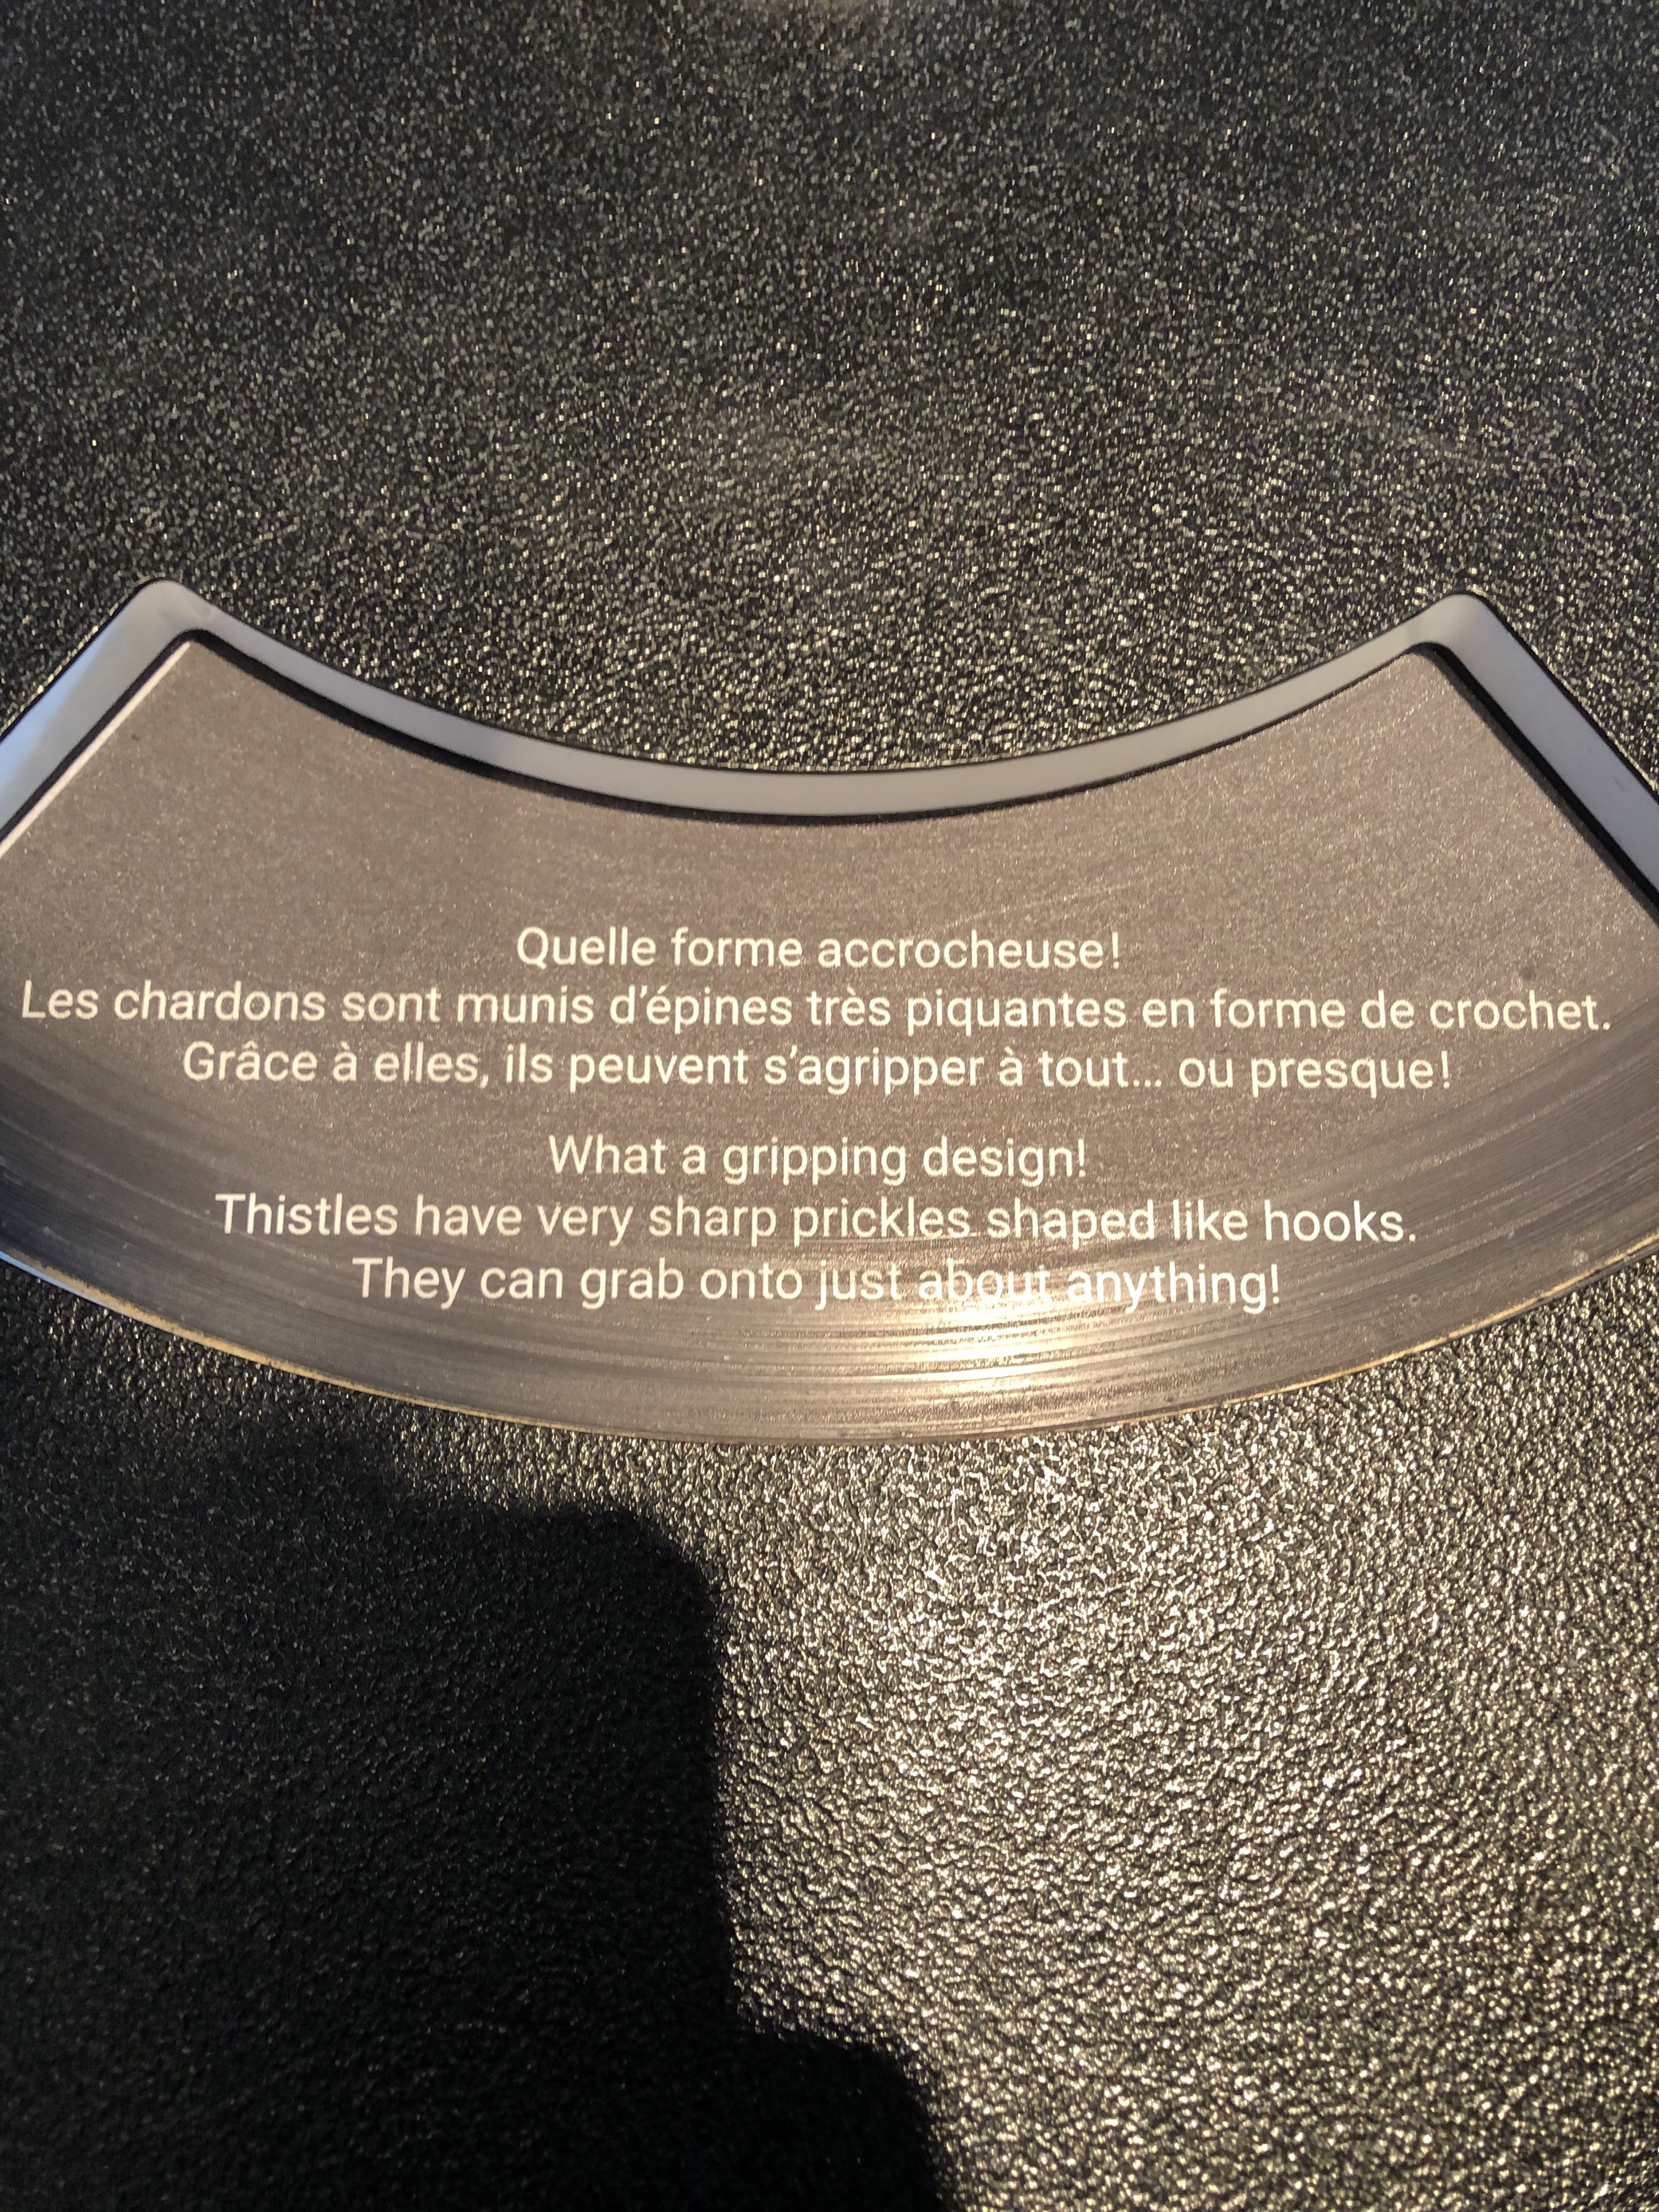 Quelle forme accrocheuse!
Les chardons sont munis d'épines très piquantes en forme de crochet.
Grâce à elles, ils peuvent s'agripper à tout... ou presque!
What a gripping design!
Thistles have very sharp prickles shaped like hooks.
They can grab onto just about anything!